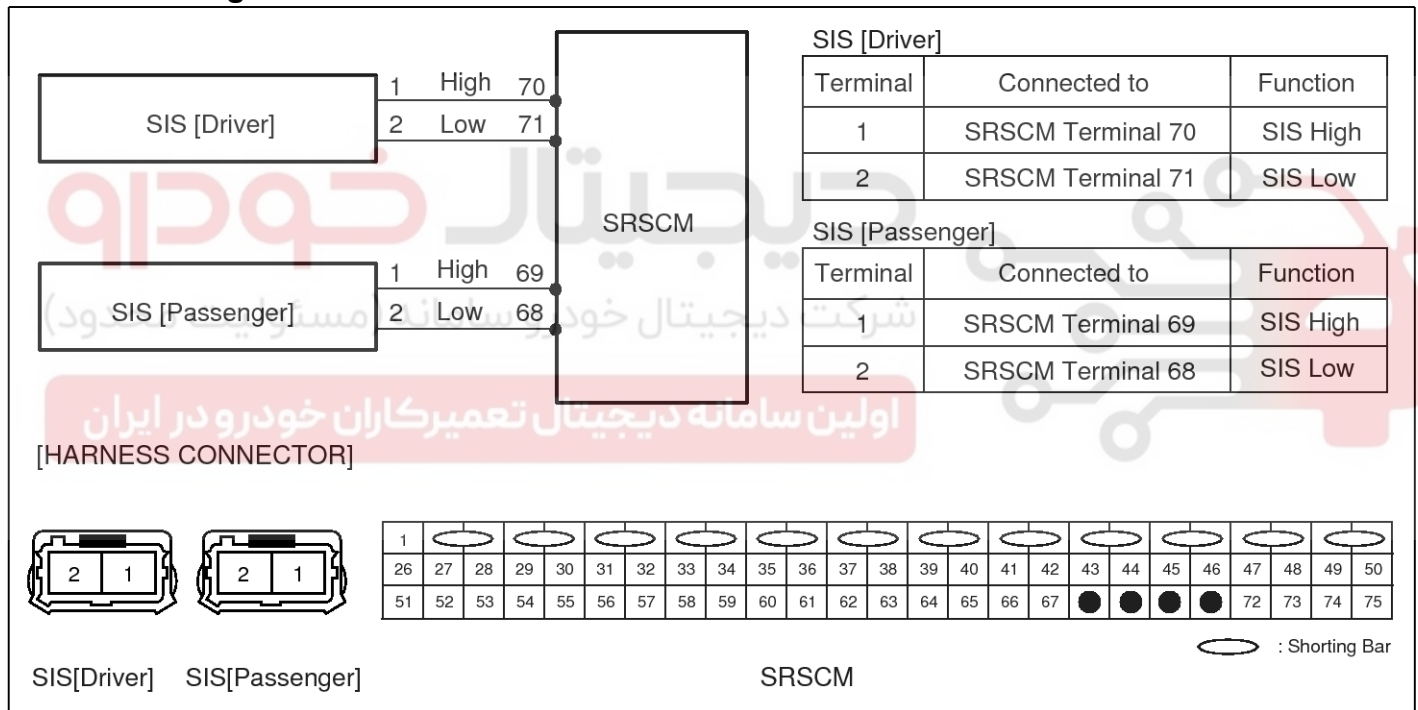 SIS [Driver]
1 High 70
2 Low 71
SIS [Passenger]
1 High 69
2 Low 68
SRSCM
SIS [Driver]
Terminal Connected to Function
1 SRSCM Terminal 70 SIS High
2 SRSCM Terminal 71 SIS Low
SIS [Passenger]
Terminal Connected to Function
1 SRSCM Terminal 69 SIS High
2 SRSCM Terminal 68 SIS Low
دیجیتال خودرو
شرکت دیجیتال خودرو سامانه (مسئولیت محدود)
اولین سامانه دیجیتال تعمیرکاران خودرو در ایران
[HARNESS CONNECTOR]
2 1
2 1
1
26 27 28 29 30 31 32 33 34 35 36 37 38 39 40 41 42 43 44 45 46 47 48 49 50
51 52 53 54 55 56 57 58 59 60 61 62 63 64 65 66 67 72 73 74 75
: Shorting Bar
SIS[Driver] SIS[Passenger] SRSCM